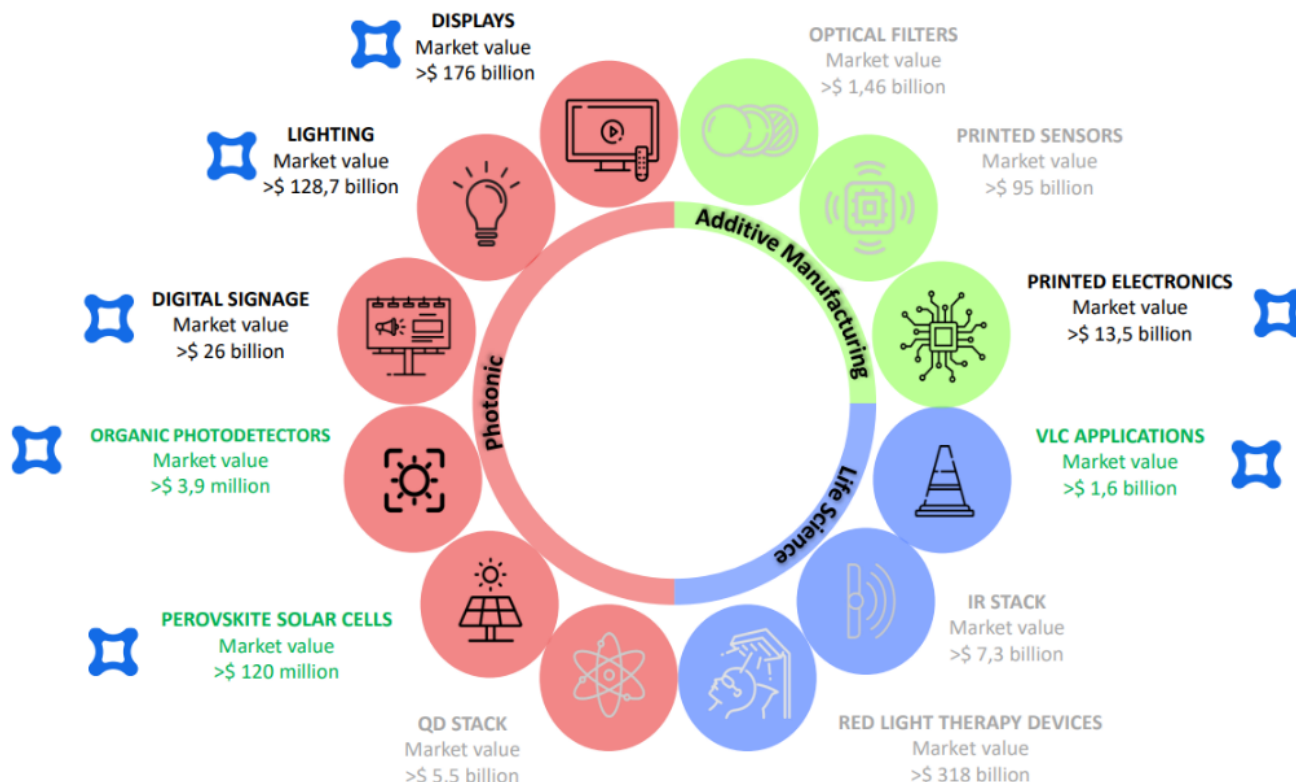 DISPLAYS
Market value
>$ 176 billion
OPTICAL FILTERS
Market value
>$ 1,46 billion
LIGHTING
Market value
>$ 128,7 billion
PRINTED SENSORS
Market value
>$ 95 billion
DIGITAL SIGNAGE
Market value
>$ 26 billion
PRINTED ELECTRONICS
Market value
>$ 13,5 billion
ORGANIC PHOTODETECTORS
Market value
>$ 3,9 million
VLC APPLICATIONS
Market value
>$ 1,6 billion
PEROVSKITE SOLAR CELLS
Market value
>$ 120 million
IR STACK
Market value
>$ 7,3 billion
QD STACK
Market value
>$ 5,5 billion
RED LIGHT THERAPY DEVICES
Market value
>$ 318 billion
Photonic
Additive Manufacturing
Life Science